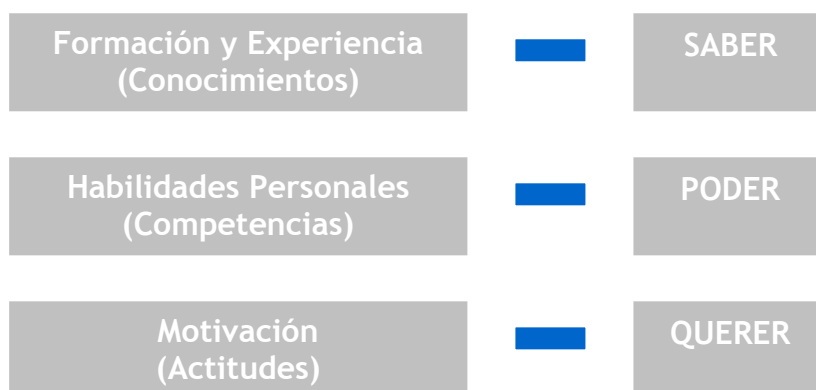 Formación y Experiencia
(Conocimientos)
SABER
Habilidades Personales
(Competencias)
PODER
Motivación
(Actitudes)
QUERER